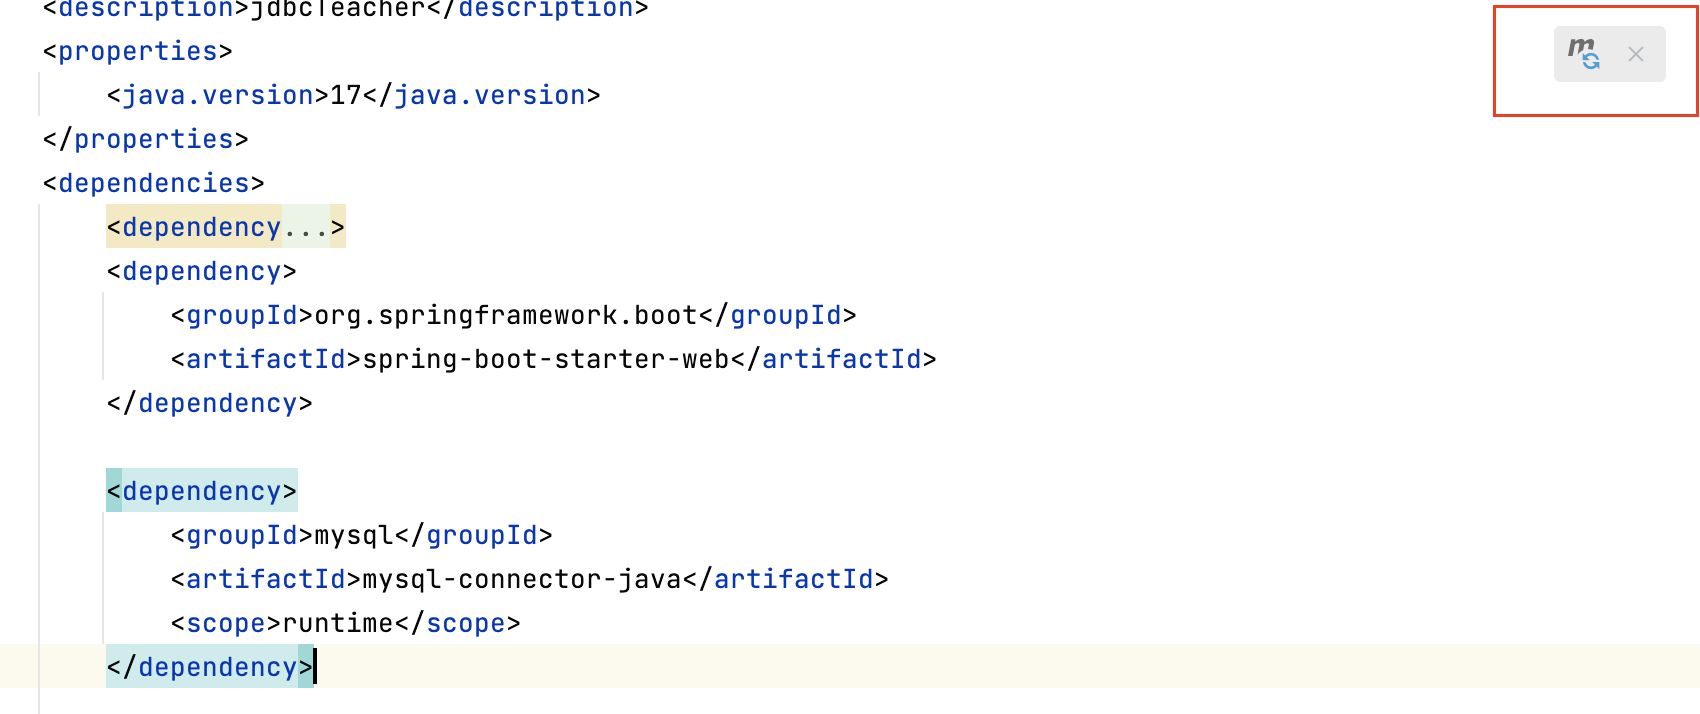 <description>jdbcTeacher</description>
<properties>
<java.version>17</java.version>
</properties>
<dependencies>
<dependency...>
<dependency>
<groupId>org.springframework.boot</groupId>
<artifactId>spring-boot-starter-web</artifactId>
</dependency>
<dependency>
<groupId>mysql</groupId>
<artifactId>mysql-connector-java</artifactId>
<scope>runtime</scope>
</dependency>
m